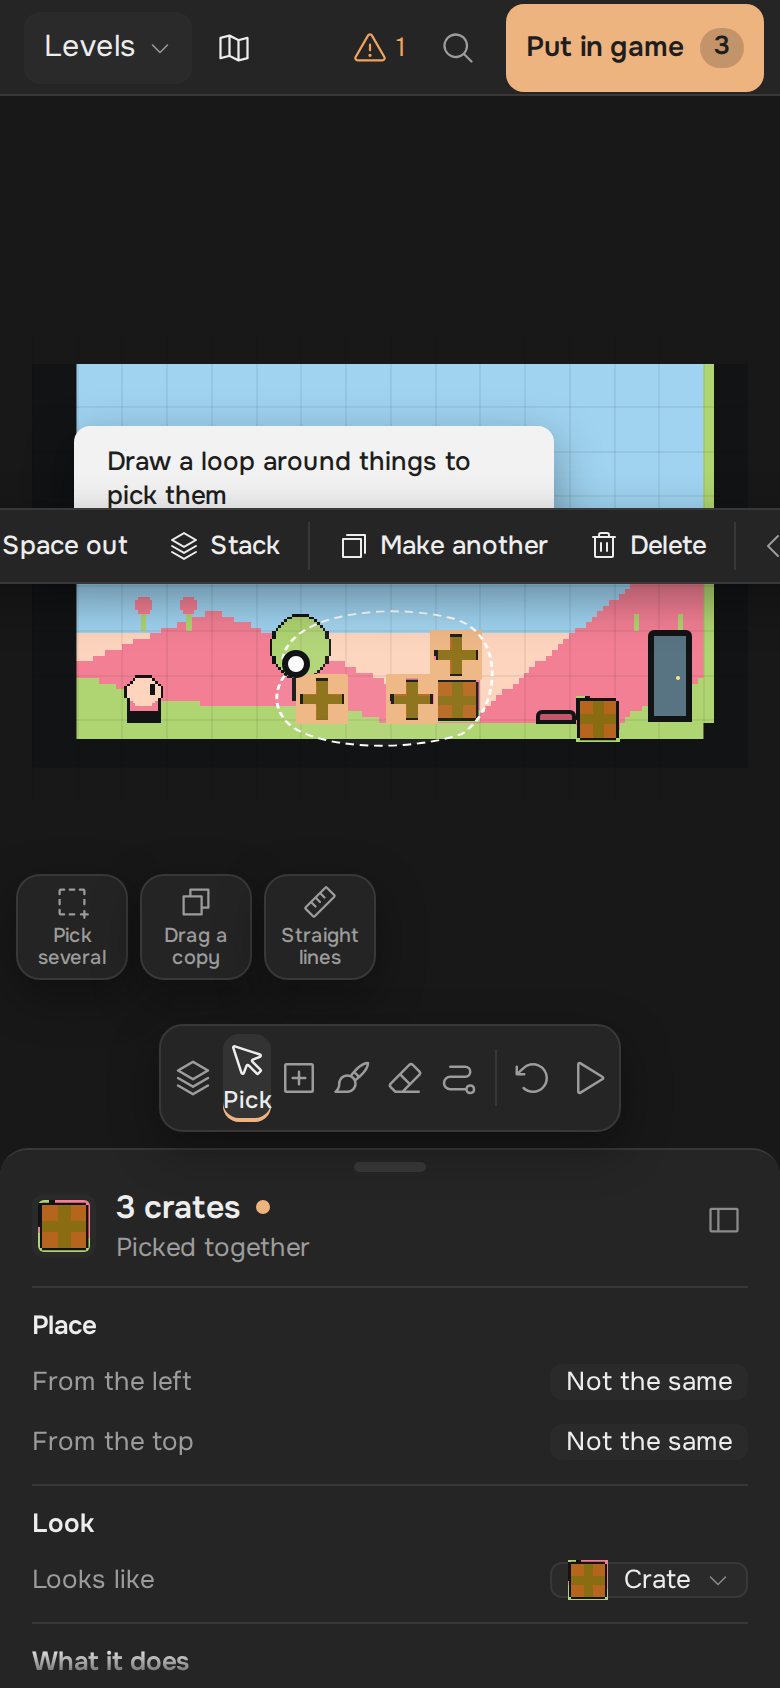 Levels
1
Put in game 3
Draw a loop around things to
pick them
Space out
Stack
Make another
Delete
Pick
several
Drag a
copy
Straight
lines
Pick
3 crates
Picked together
Place
From the left
Not the same
From the top
Not the same
Look
Looks like
Crate
What it does